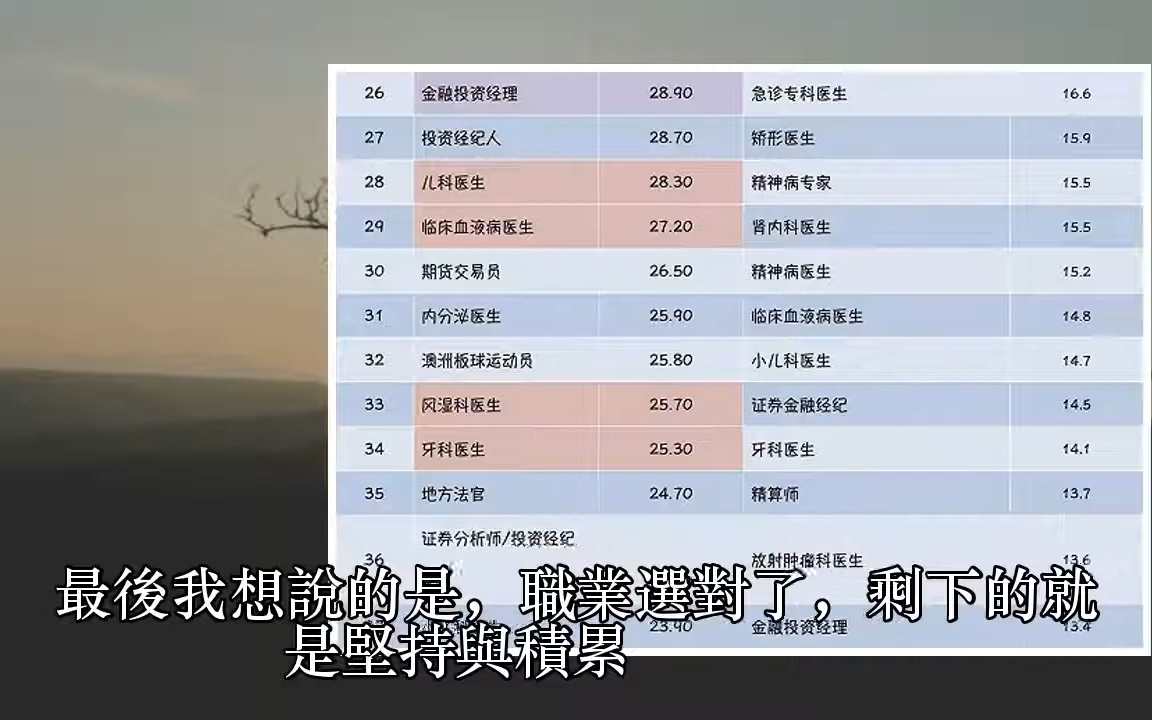 26 金融投资经理 28.90 急诊专科医生 16.6
27 投资经纪人 28.70 矫形医生 15.9
28 儿科医生 28.30 精神病专家 15.5
29 临床血液病医生 27.20 肾内科医生 15.5
30 期货交易员 26.50 精神病医生 15.2
31 内分泌医生 25.90 临床血液病医生 14.8
32 澳洲板球运动员 25.80 小儿科医生 14.7
33 风湿科医生 25.70 证券金融经纪 14.5
34 牙科医生 25.30 牙科医生 14.1
35 地方法官 24.70 精算师 13.7
证券分析师/投资经纪
36 放射肿瘤科医生 13.6
23.90 金融投资经理 13.4
最後我想說的是，職業選對了，剩下的就
是堅持與積累